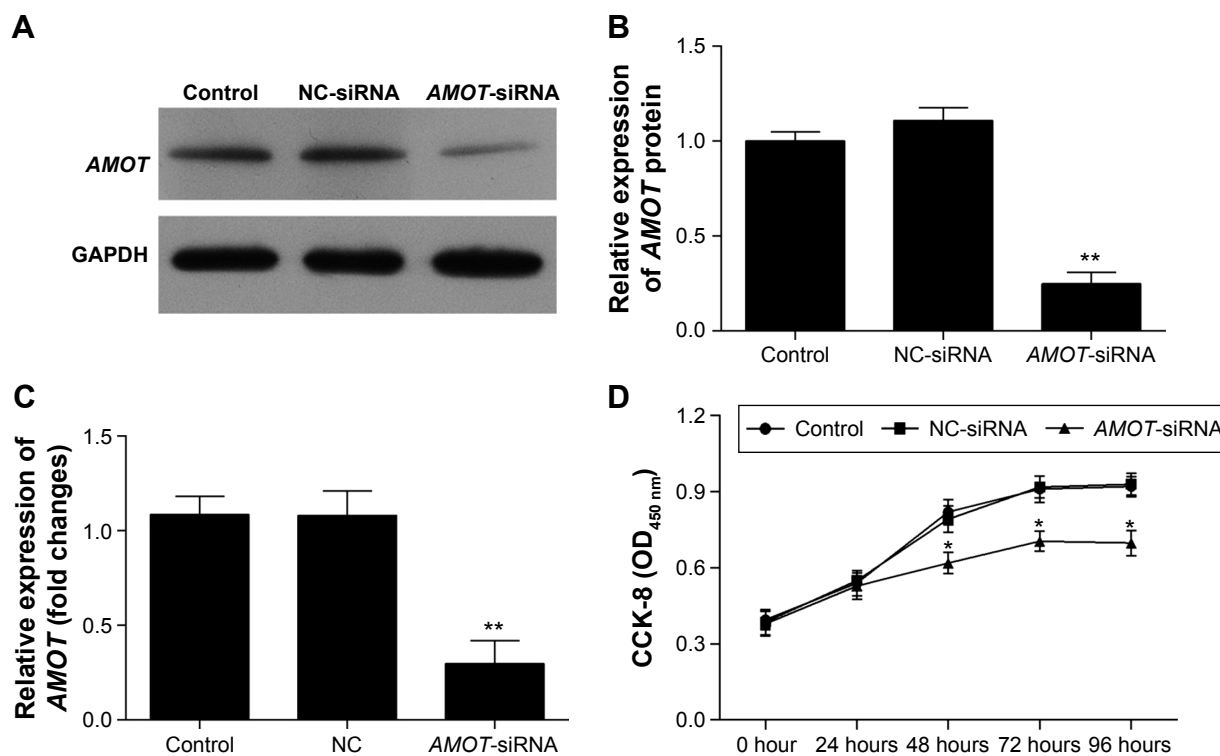 A
Control NC-siRNA AMOT-siRNA
AMOT
GAPDH
B
Relative expression
of AMOT protein
1.5
1.0
0.5
0.0
Control NC-siRNA AMOT-siRNA
**
C
Relative expression of
AMOT (fold changes)
1.5
1.0
0.5
0.0
Control NC AMOT-siRNA
**
D
CCK-8 (OD450 nm)
1.2
0.9
0.6
0.3
0.0
Control NC-siRNA AMOT-siRNA
* * *
0 hour 24 hours 48 hours 72 hours 96 hours